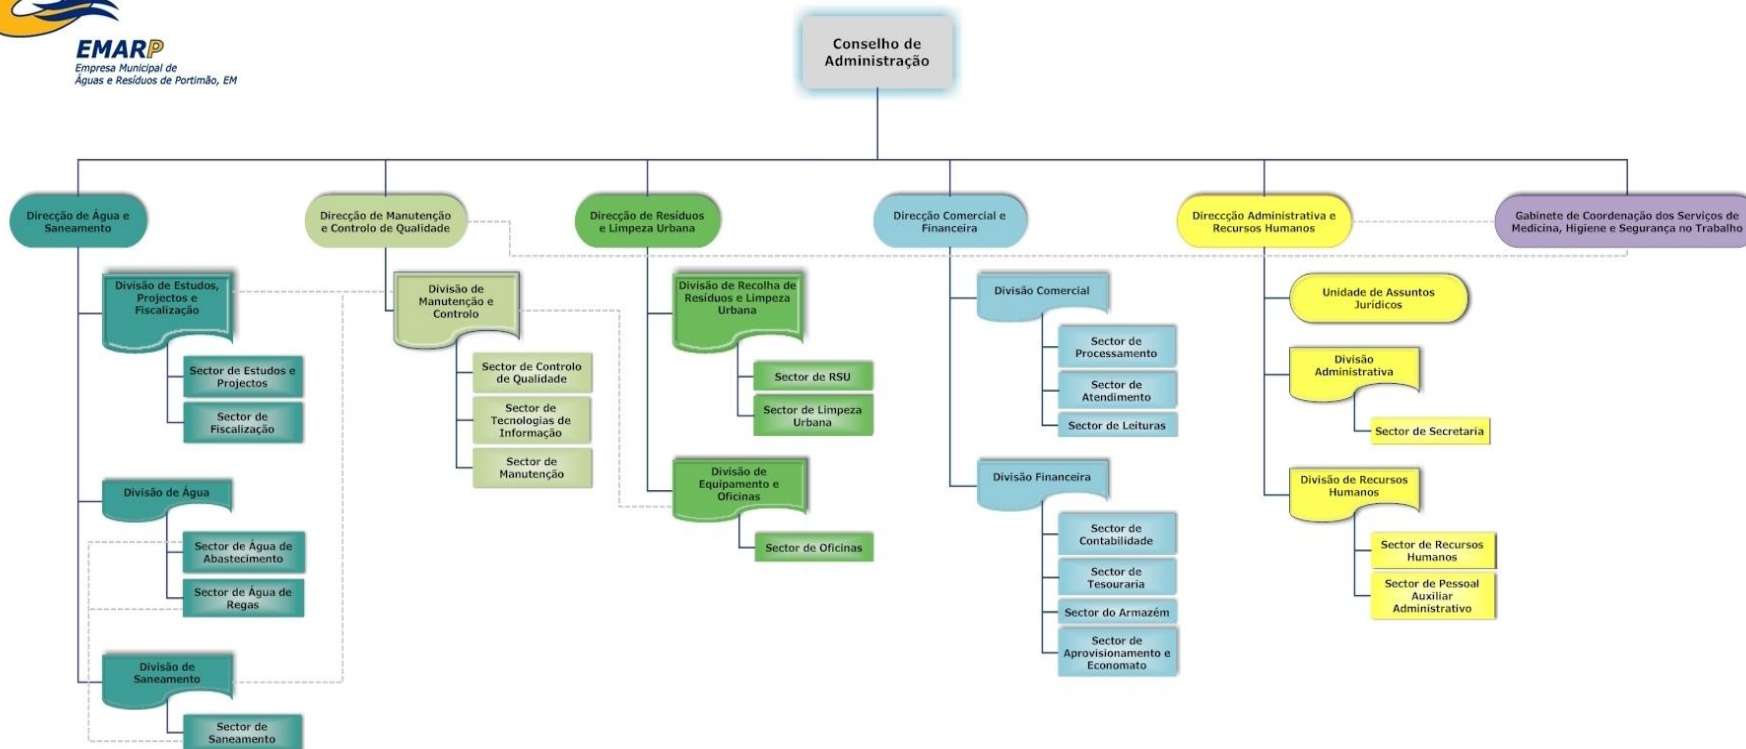 EMARP
Empresa Municipal de
Águas e Resíduos de Portimão, EM
Conselho de
Administração
Direcção de Água e
Saneamento
Direcção de Manutenção
e Controlo de Qualidade
Direcção de Resíduos
e Limpeza Urbana
Direcção Comercial e
Financeira
Direccção Administrativa e
Recursos Humanos
Gabinete de Coordenação dos Serviços de
Medicina, Higiene e Segurança no Trabalho
Divisão de Estudos,
Projectos e
Fiscalização
Sector de Estudos e
Projectos
Sector de
Fiscalização
Divisão de Água
Sector de Água de
Abastecimento
Sector de Água de
Regas
Divisão de
Saneamento
Sector de
Saneamento
Divisão de
Manutenção e
Controlo
Sector de Controlo
de Qualidade
Sector de
Tecnologias de
Informação
Sector de
Manutenção
Divisão de Recolha de
Resíduos e Limpeza
Urbana
Sector de RSU
Sector de Limpeza
Urbana
Divisão de
Equipamento e
Oficinas
Sector de Oficinas
Divisão Comercial
Sector de
Processamento
Sector de
Atendimento
Sector de Leituras
Divisão Financeira
Sector de
Contabilidade
Sector de
Tesouraria
Sector do Armazém
Sector de
Aprovisionamento e
Economato
Unidade de Assuntos
Jurídicos
Divisão
Administrativa
Sector de Secretaria
Divisão de Recursos
Humanos
Sector de Recursos
Humanos
Sector de Pessoal
Auxiliar
Administrativo